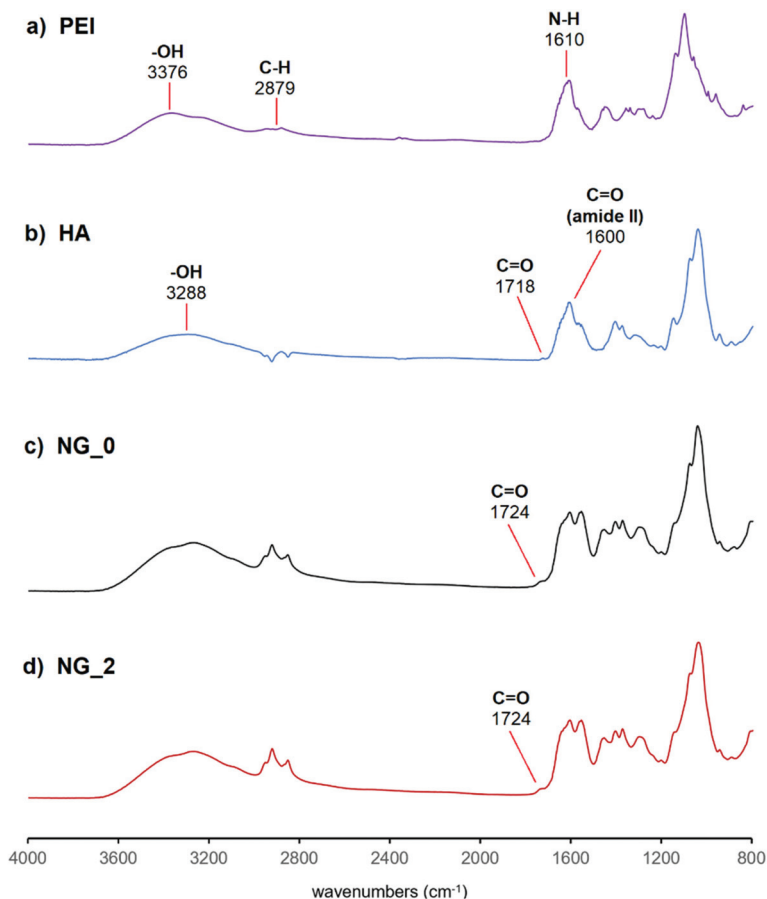 a) PEI
-OH
3376
C-H
2879
N-H
1610
b) HA
-OH
3288
C=O
1718
C=O
(amide II)
1600
c) NG_0
C=O
1724
d) NG_2
C=O
1724
4000 3600 3200 2800 2400 2000 1600 1200 800
wavenumbers (cm⁻¹)